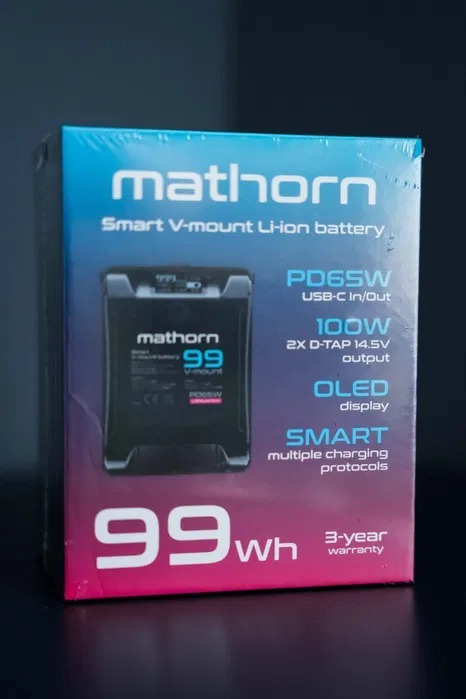 mathorn
Smart V-mount Li-ion battery
PD65W
USB-C In/Out
100W
2X D-TAP 14.5V
output
OLED
display
SMART
multiple charging
protocols
mathorn
Smart
V-mount battery
99
V-mount
PD65W
99wh
3-year
warranty